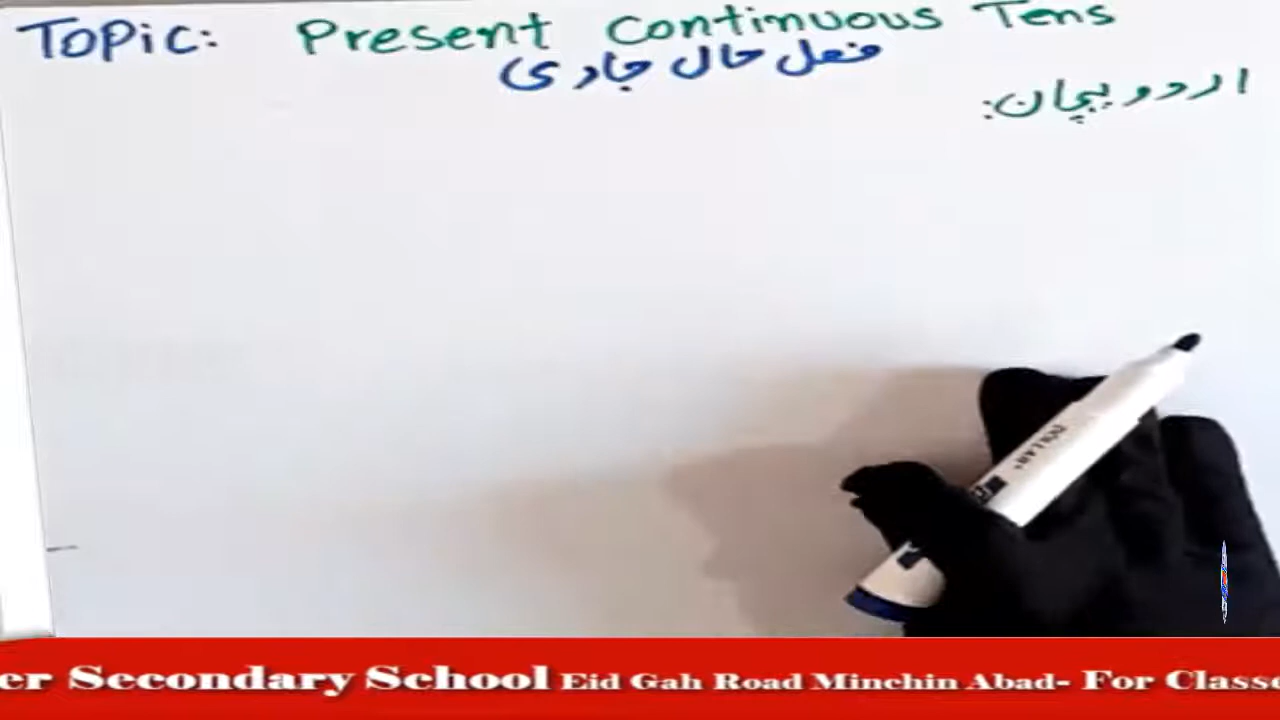 Topic: Present Continuous Tens
فعل حال جاری
اردو پہچان:
DOLLAR
er Secondary School Eid Gah Road Minchin Abad- For Classe